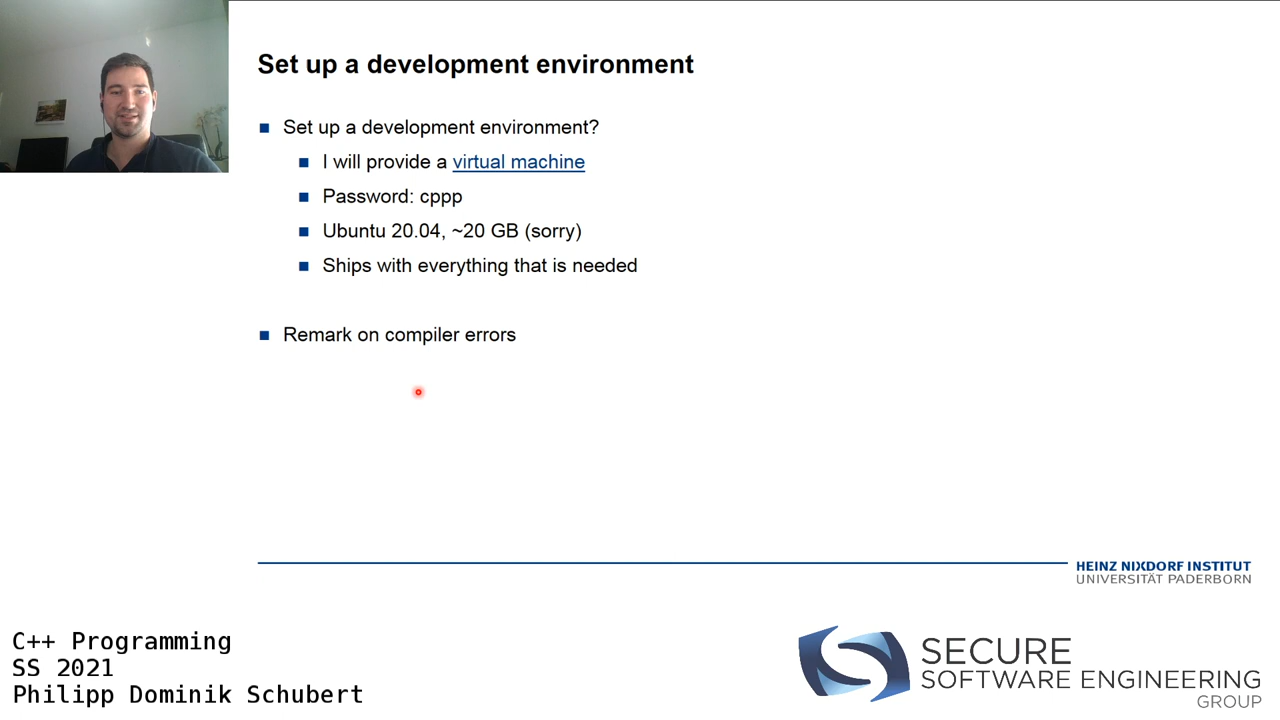 Set up a development environment
Set up a development environment?
I will provide a virtual machine
Password: cppp
Ubuntu 20.04, ~20 GB (sorry)
Ships with everything that is needed
Remark on compiler errors
HEINZ NIXDORF INSTITUT
UNIVERSITÄT PADERBORN
C++ Programming
SS 2021
Philipp Dominik Schubert
SECURE
SOFTWARE ENGINEERING
GROUP